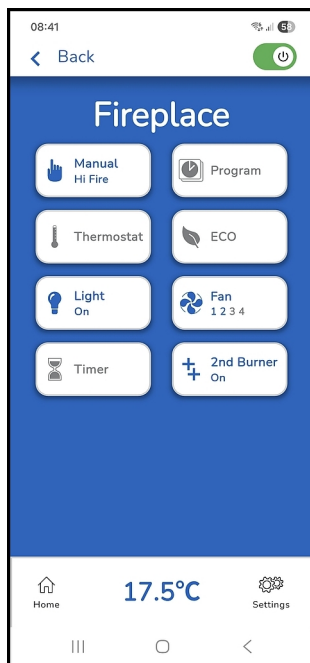 08:41
58
Back
Fireplace
Manual
Hi Fire
Program
Thermostat
ECO
Light
On
Fan
1 2 3 4
Timer
2nd Burner
On
Home
17.5°C
Settings